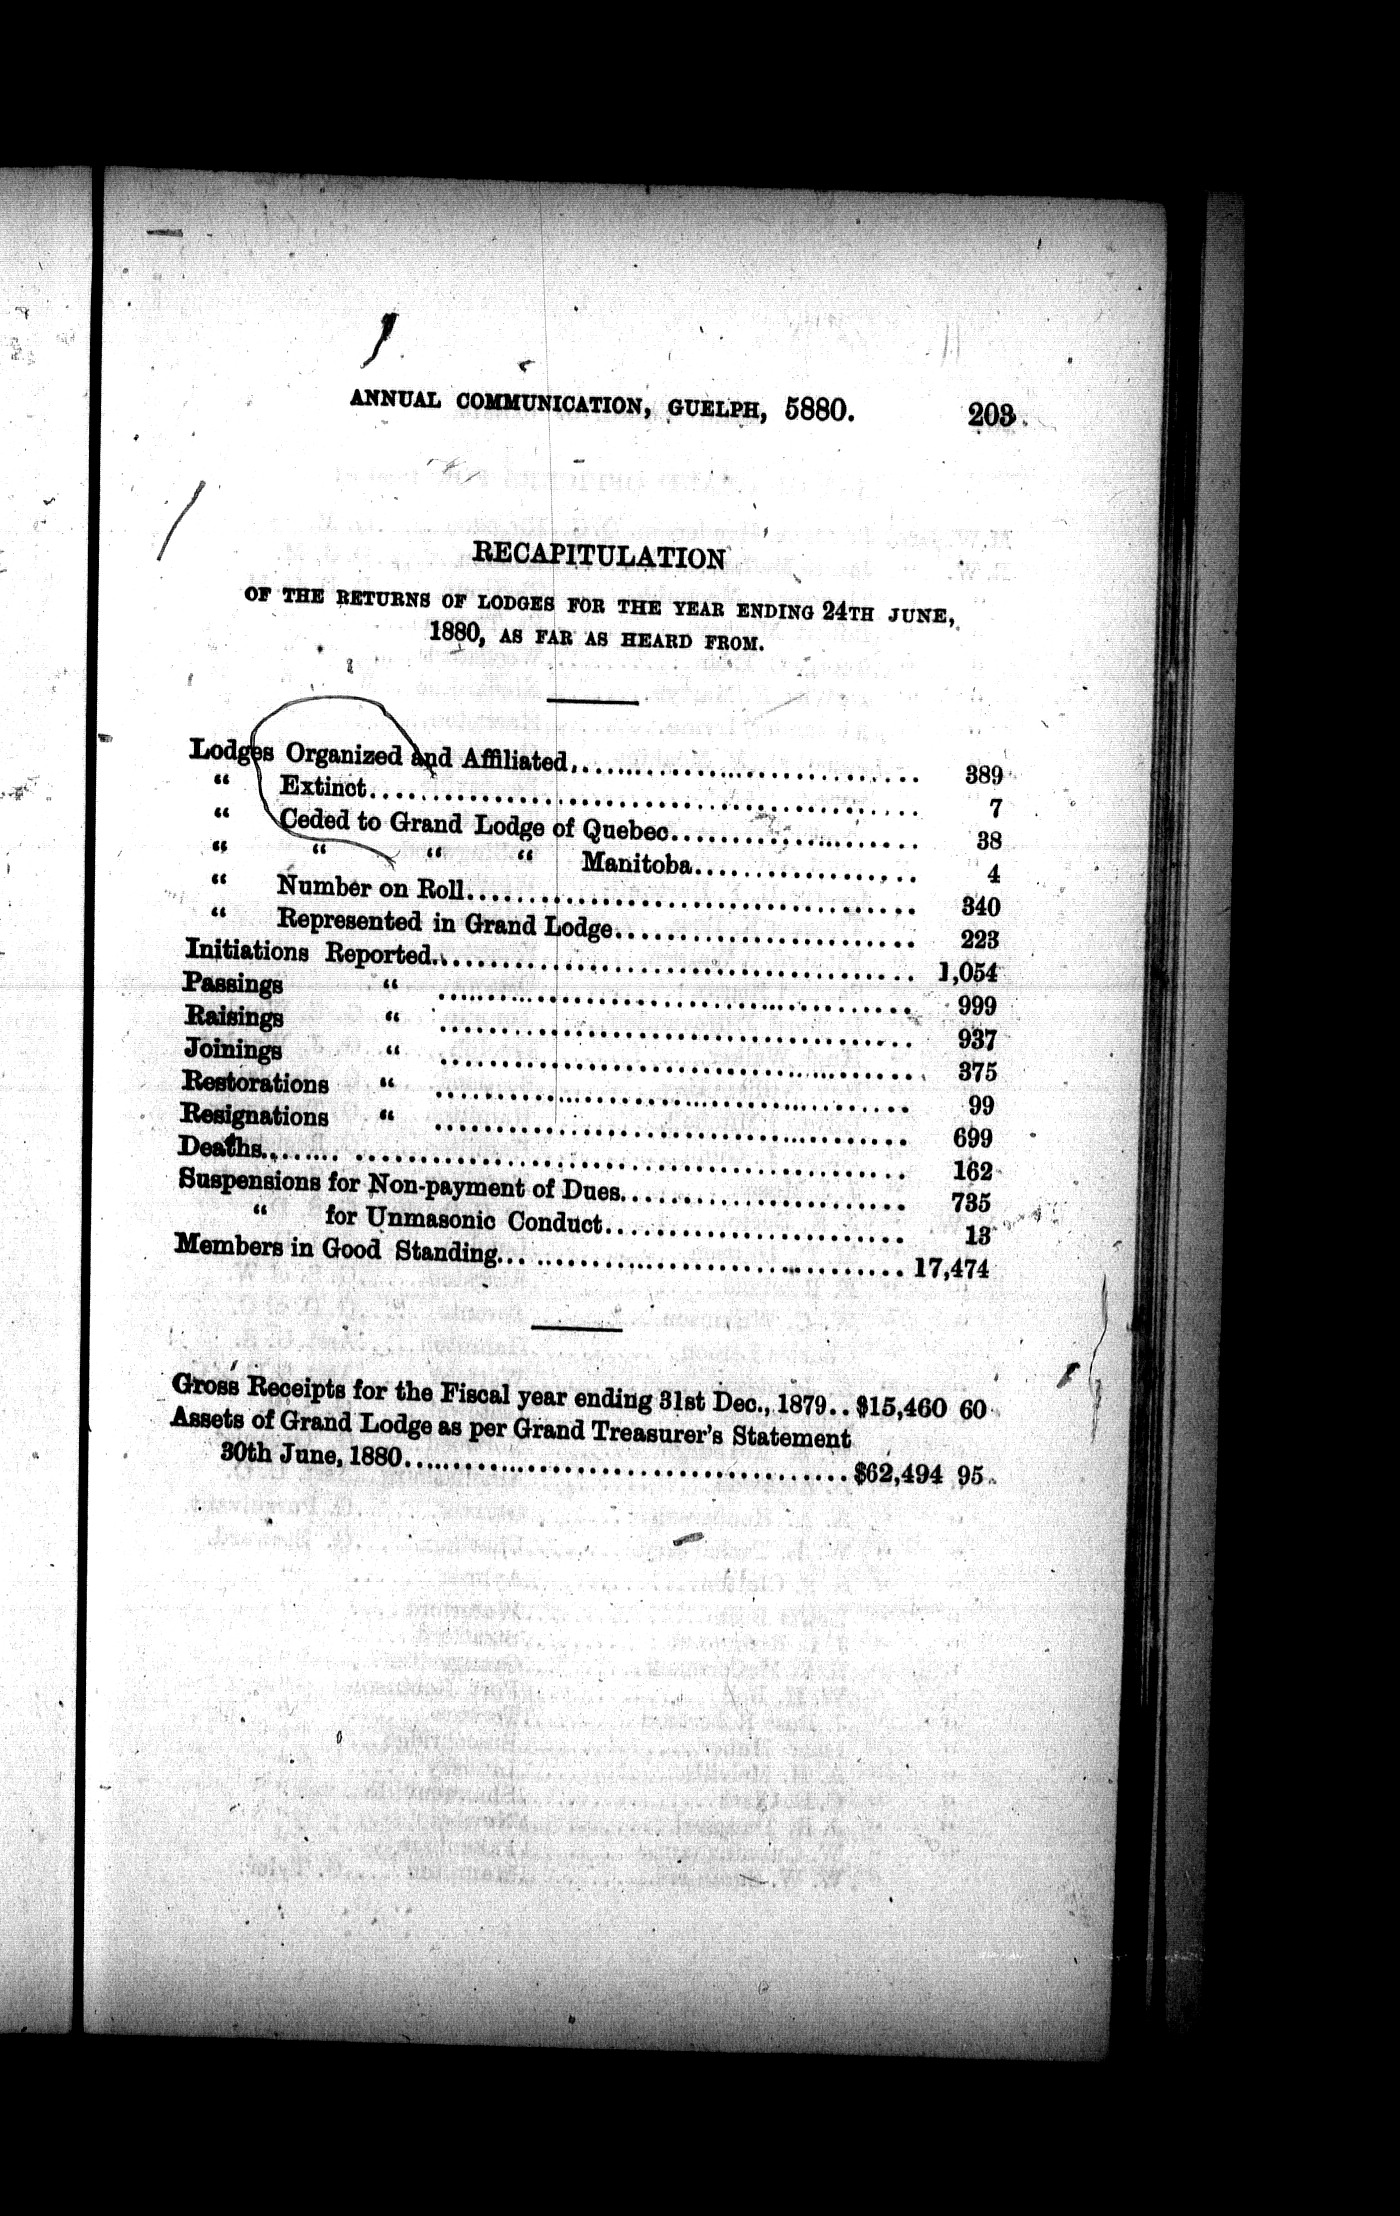 ANNUAL COMMUNICATION, GUELPH, 5880. 203
RECAPITULATION
OF THE RETURNS OF LODGES FOR THE YEAR ENDING 24TH JUNE,
1880, AS FAR AS HEARD FROM.
Lodges Organized and Affiliated........................... 389
“ Extinct........................................... 7
“ Ceded to Grand Lodge of Quebec................... 38
“ “ “ “ Manitoba................. 4
“ Number on Roll................................... 340
“ Represented in Grand Lodge....................... 223
Initiations Reported...................................... 1,054
Passings “ ...................................... 999
Raisings “ ...................................... 937
Joinings “ ...................................... 375
Restorations “ ...................................... 99
Resignations “ ...................................... 699
Deaths........ ........................................... 162
Suspensions for Non-payment of Dues....................... 735
“ for Unmasonic Conduct........................ 13
Members in Good Standing.................................. 17,474
Gross Receipts for the Fiscal year ending 31st Dec., 1879.. $15,460 60
Assets of Grand Lodge as per Grand Treasurer's Statement
30th June, 1880..................................... $62,494 95